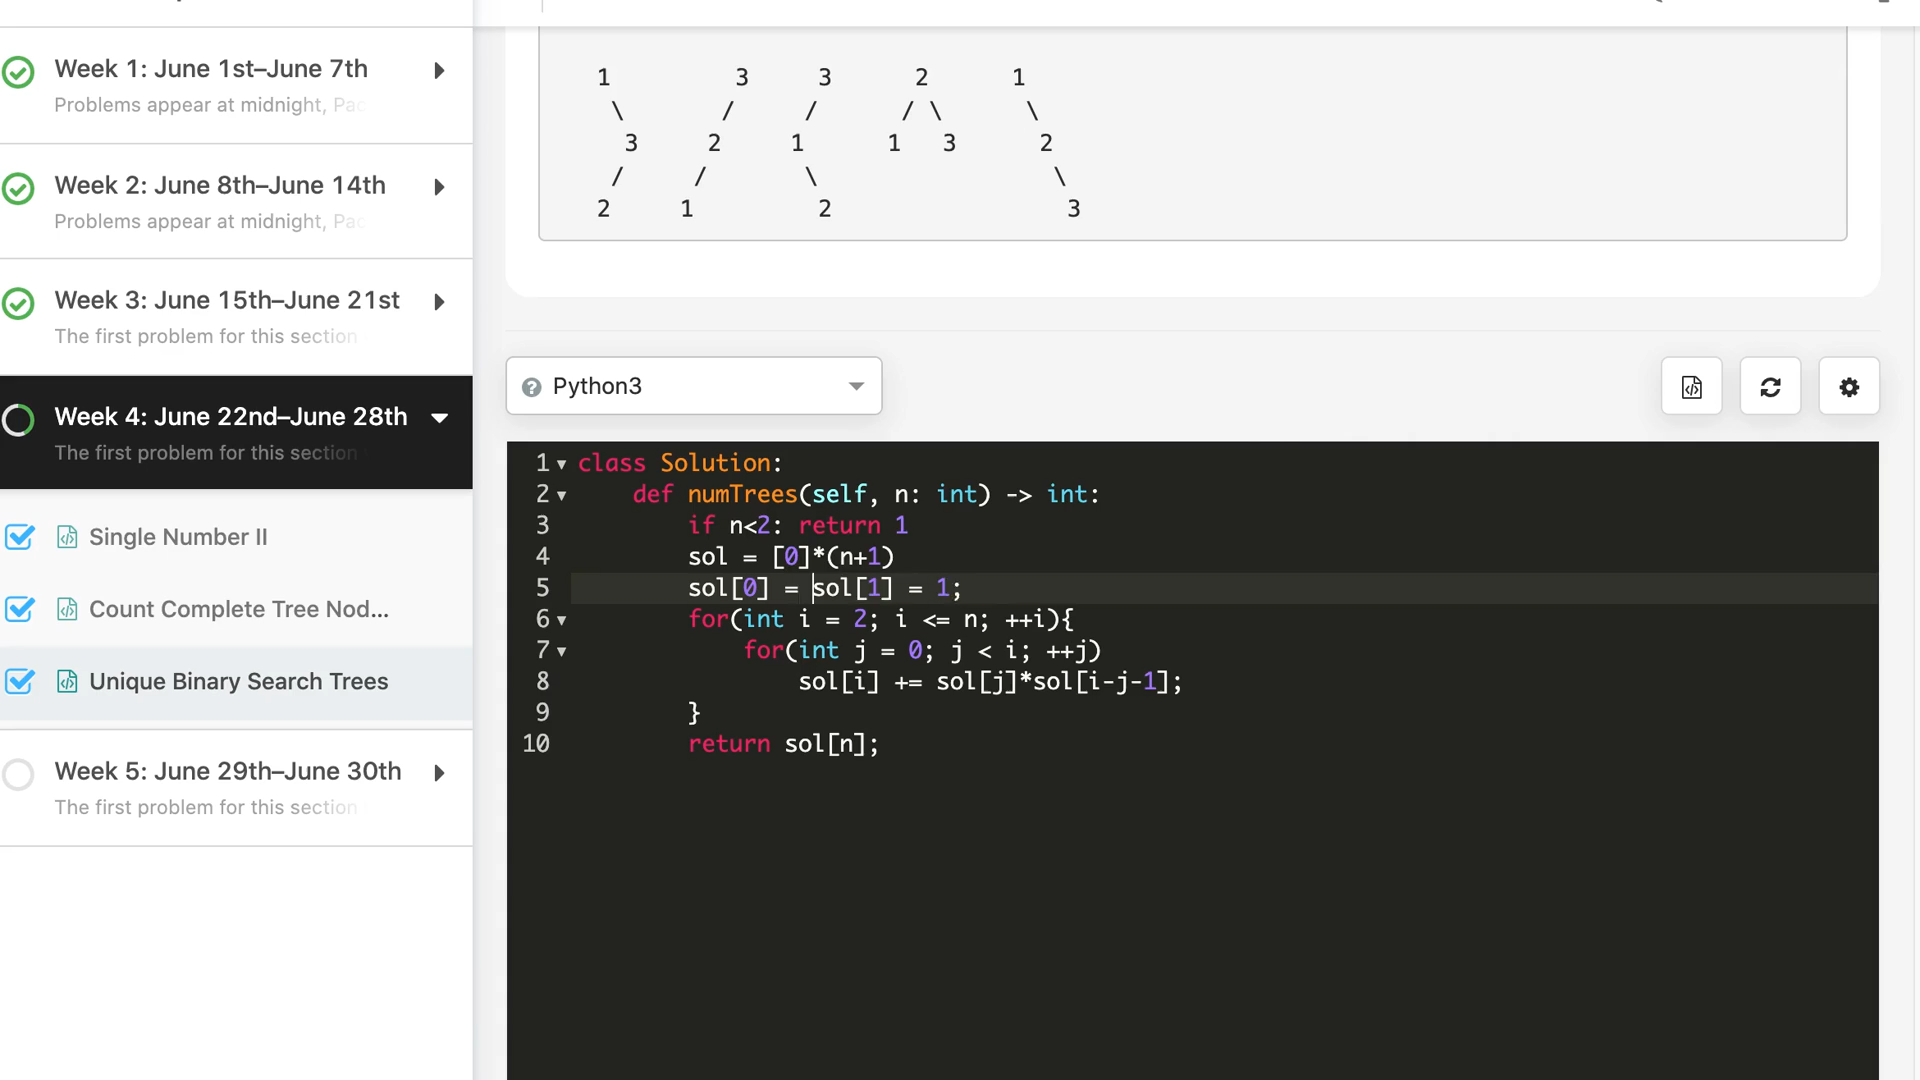 Week 1: June 1st–June 7th
Problems appear at midnight, Pac
Week 2: June 8th–June 14th
Problems appear at midnight, Pac
Week 3: June 15th–June 21st
The first problem for this section
Week 4: June 22nd–June 28th
The first problem for this section
Single Number II
Count Complete Tree Nod...
Unique Binary Search Trees
Week 5: June 29th–June 30th
The first problem for this section
1 3 3 2 1
\ / / / \ \
3 2 1 1 3 2
/ / \ \
2 1 2 3
Python3
1 class Solution:
2 def numTrees(self, n: int) -> int:
3 if n<2: return 1
4 sol = [0]*(n+1)
5 sol[0] = sol[1] = 1;
6 for(int i = 2; i <= n; ++i){
7 for(int j = 0; j < i; ++j)
8 sol[i] += sol[j]*sol[i-j-1];
9 }
10 return sol[n];